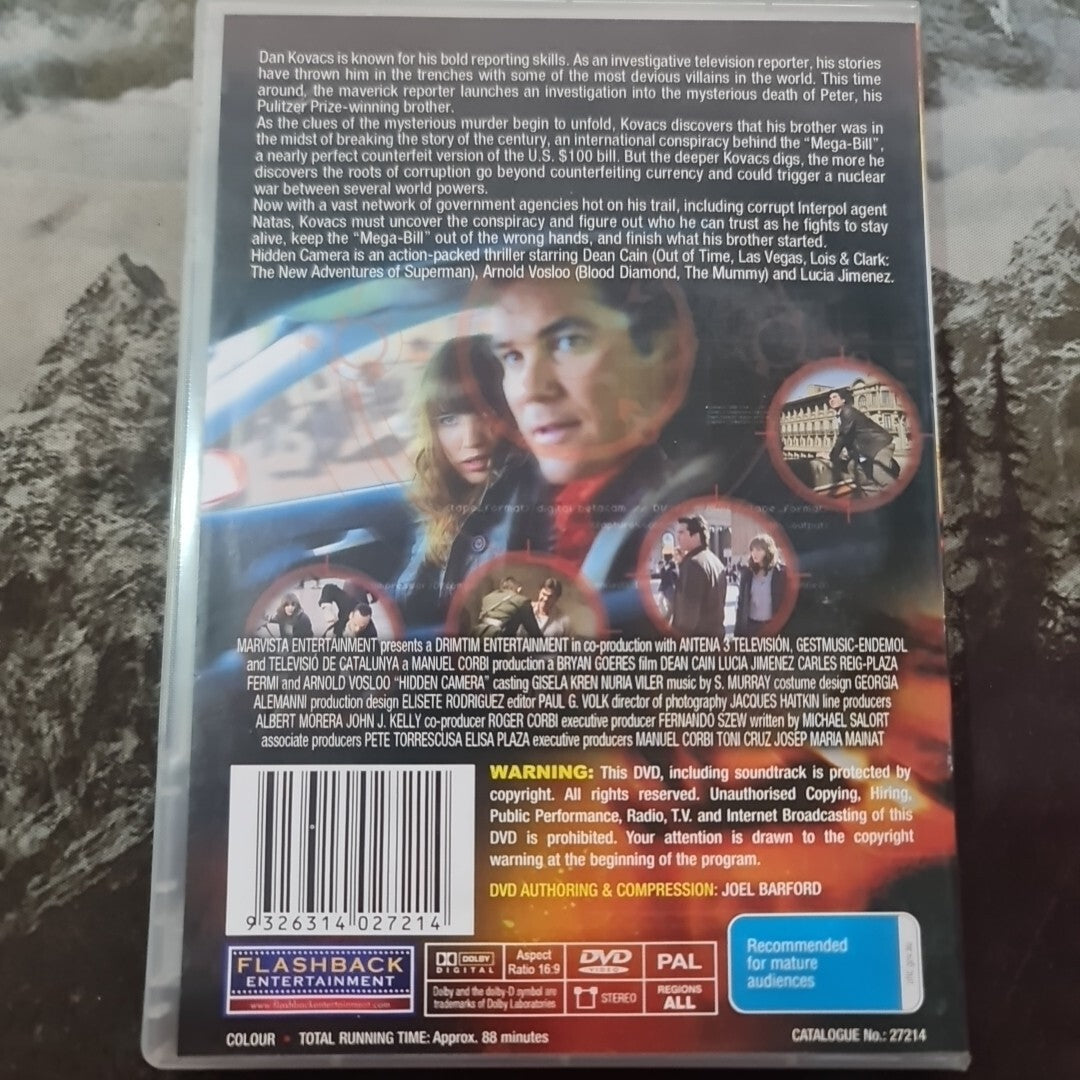 Dan Kovacs is known for his bold reporting skills. As an investigative television reporter, his stories
have thrown him in the trenches with some of the most devious villains in the world. This time
around, the maverick reporter launches an investigation into the mysterious death of Peter, his
Pulitzer Prize-winning brother.
As the clues of the mysterious murder begin to unfold, Kovacs discovers that his brother was in
the midst of breaking the story of the century, an international conspiracy behind the “Mega-Bill”,
a nearly perfect counterfeit version of the U.S. $100 bill. But the deeper Kovacs digs, the more he
discovers the roots of corruption go beyond counterfeiting currency and could trigger a nuclear
war between several world powers.
Now with a vast network of government agencies hot on his trail, including corrupt Interpol agent
Natas, Kovacs must uncover the conspiracy and figure out who he can trust as he fights to stay
alive, keep the “Mega-Bill” out of the wrong hands, and finish what his brother started.
Hidden Camera is an action-packed thriller starring Dean Cain (Out of Time, Las Vegas, Lois & Clark:
The New Adventures of Superman), Arnold Vosloo (Blood Diamond, The Mummy) and Lucia Jimenez.
tape_format digital betacam DV tape_format
MARVISTA ENTERTAINMENT presents a DRIMTIM ENTERTAINMENT in co-production with ANTENA 3 TELEVISIÓN, GESTMUSIC-ENDEMOL
and TELEVISIÓ DE CATALUNYA a MANUEL CORBI production a BRYAN GOERES film DEAN CAIN LUCIA JIMENEZ CARLES REIG-PLAZA
FERMI and ARNOLD VOSLOO “HIDDEN CAMERA” casting GISELA KREN NURIA VILER music by S. MURRAY costume design GEORGIA
ALEMANNI production design ELISETE RODRIGUEZ editor PAUL G. VOLK director of photography JACQUES HAITKIN line producers
ALBERT MORERA JOHN J. KELLY co-producer ROGER CORBI executive producer FERNANDO SZEW written by MICHAEL SALORT
associate producers PETE TORRESCUSA ELISA PLAZA executive producers MANUEL CORBI TONI CRUZ JOSEP MARIA MAINAT
WARNING: This DVD, including soundtrack is protected by
copyright. All rights reserved. Unauthorised Copying, Hiring,
Public Performance, Radio, T.V. and Internet Broadcasting of this
DVD is prohibited. Your attention is drawn to the copyright
warning at the beginning of the program.
DVD AUTHORING & COMPRESSION: JOEL BARFORD
9 326314 027214
FLASHBACK
ENTERTAINMENT
www.flashbackentertainment.com
DOLBY
DIGITAL
Aspect
Ratio 16:9
DVD
VIDEO
PAL
Dolby and the dolby-D symbol are
trademarks of Dolby Laboratories
STEREO
REGIONS
ALL
Recommended
for mature
audiences
COLOUR • TOTAL RUNNING TIME: Approx. 88 minutes
CATALOGUE No.: 27214